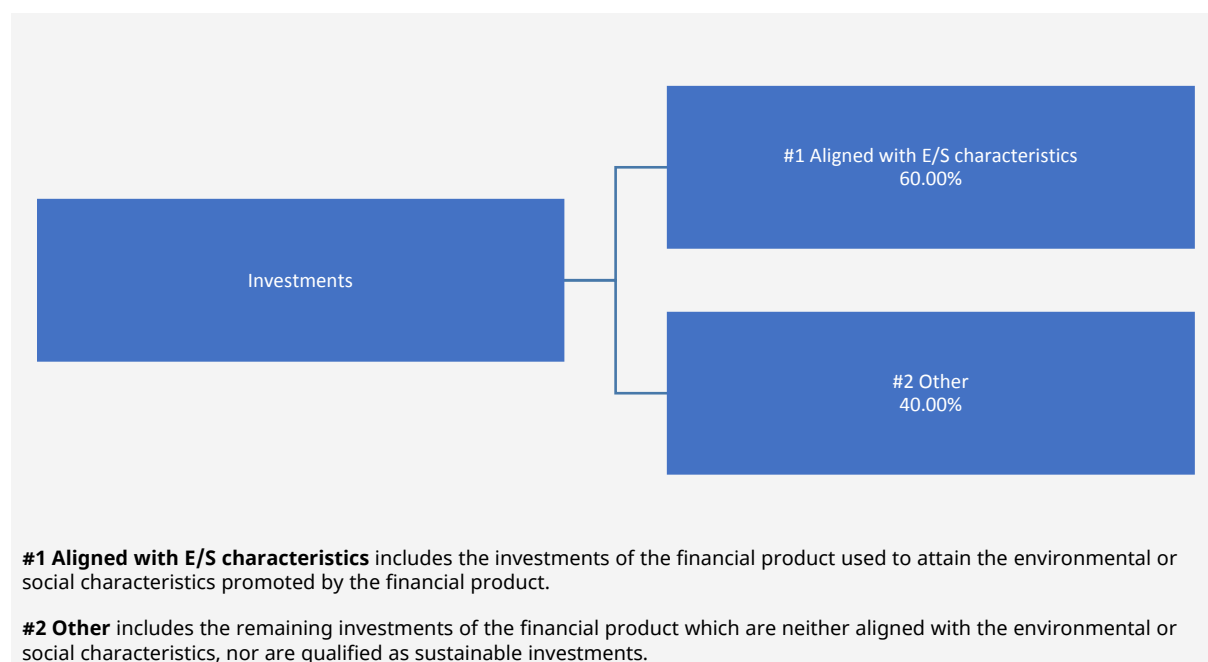 #1 Aligned with E/S characteristics
60.00%
Investments
#2 Other
40.00%
#1 Aligned with E/S characteristics includes the investments of the financial product used to attain the environmental or
social characteristics promoted by the financial product.
#2 Other includes the remaining investments of the financial product which are neither aligned with the environmental or
social characteristics, nor are qualified as sustainable investments.